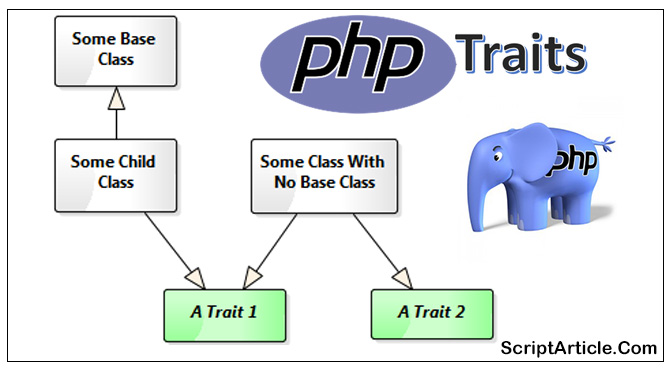 Some Base
Class
php Traits
Some Child
Class
Some Class With
No Base Class
php
A Trait 1
A Trait 2
ScriptArticle.Com